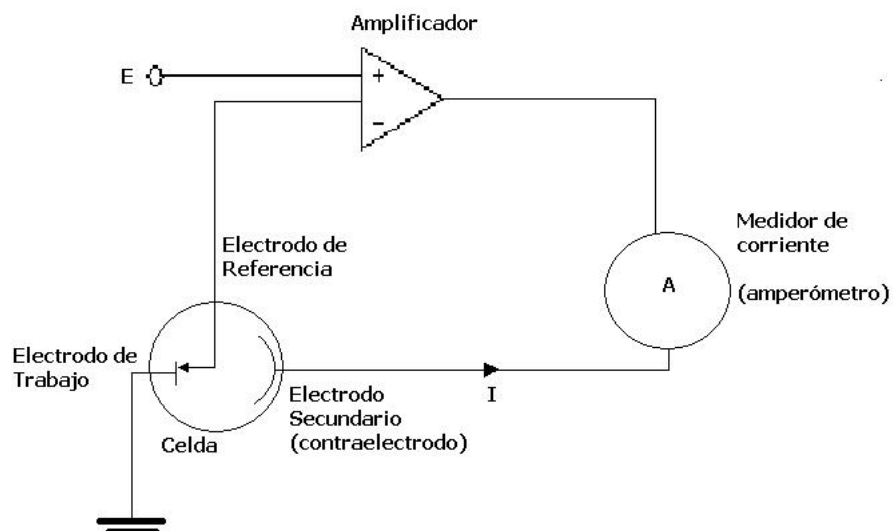 Amplificador
E
+
−
Electrodo de
Referencia
Medidor de
corriente
A
(amperómetro)
Electrodo de
Trabajo
I
Electrodo
Secundario
(contraelectrodo)
Celda